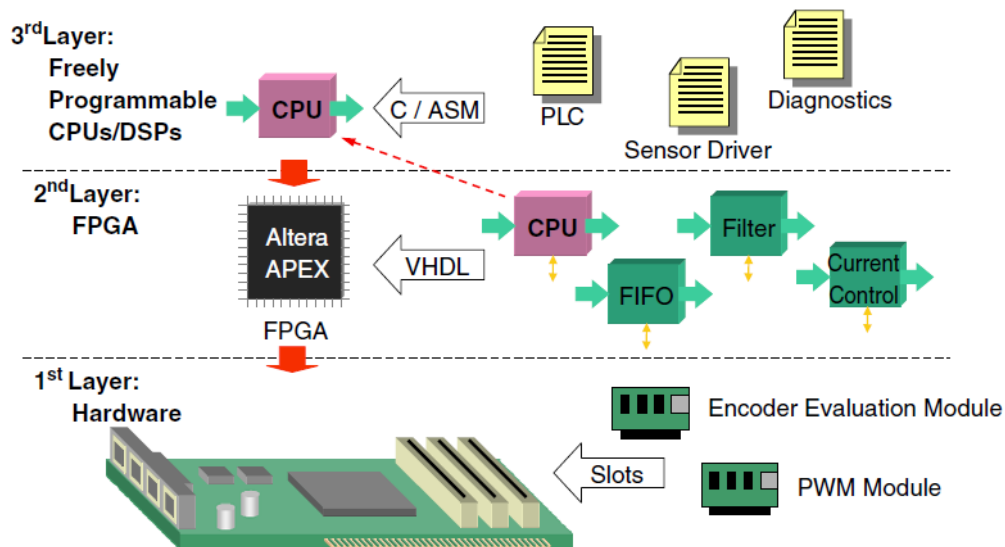 3rd Layer:
Freely
Programmable
CPUs/DSPs
CPU
C / ASM
PLC
Sensor Driver
Diagnostics
2nd Layer:
FPGA
Altera
APEX
FPGA
VHDL
CPU
FIFO
Filter
Current
Control
1st Layer:
Hardware
Slots
Encoder Evaluation Module
PWM Module